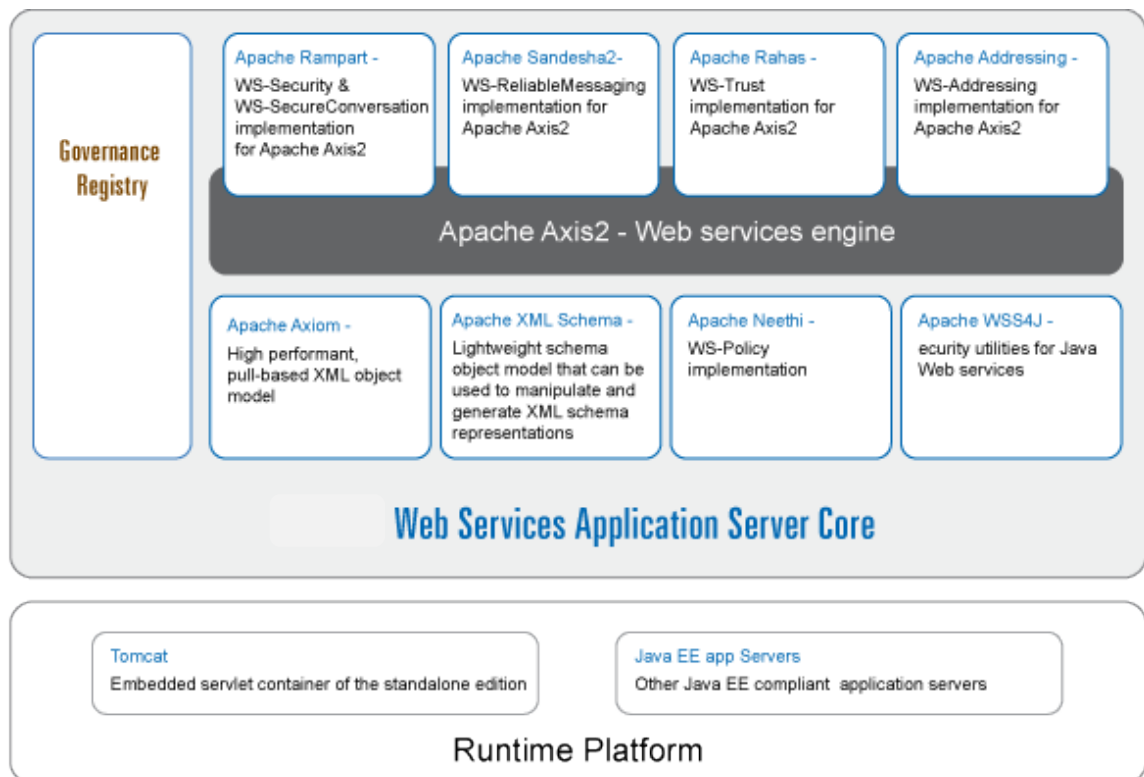 Governance
Registry
Apache Rampart -
WS-Security &
WS-SecureConversation
implementation
for Apache Axis2
Apache Sandesha2-
WS-ReliableMessaging
implementation for
Apache Axis2
Apache Rahas -
WS-Trust
implementation for
Apache Axis2
Apache Addressing -
WS-Addressing
implementation for
Apache Axis2
Apache Axis2 - Web services engine
Apache Axiom -
High performant,
pull-based XML object
model
Apache XML Schema -
Lightweight schema
object model that can be
used to manipulate and
generate XML schema
representations
Apache Neethi -
WS-Policy
implementation
Apache WSS4J -
ecurity utilities for Java
Web services
Web Services Application Server Core
Tomcat
Embedded servlet container of the standalone edition
Java EE app Servers
Other Java EE compliant application servers
Runtime Platform